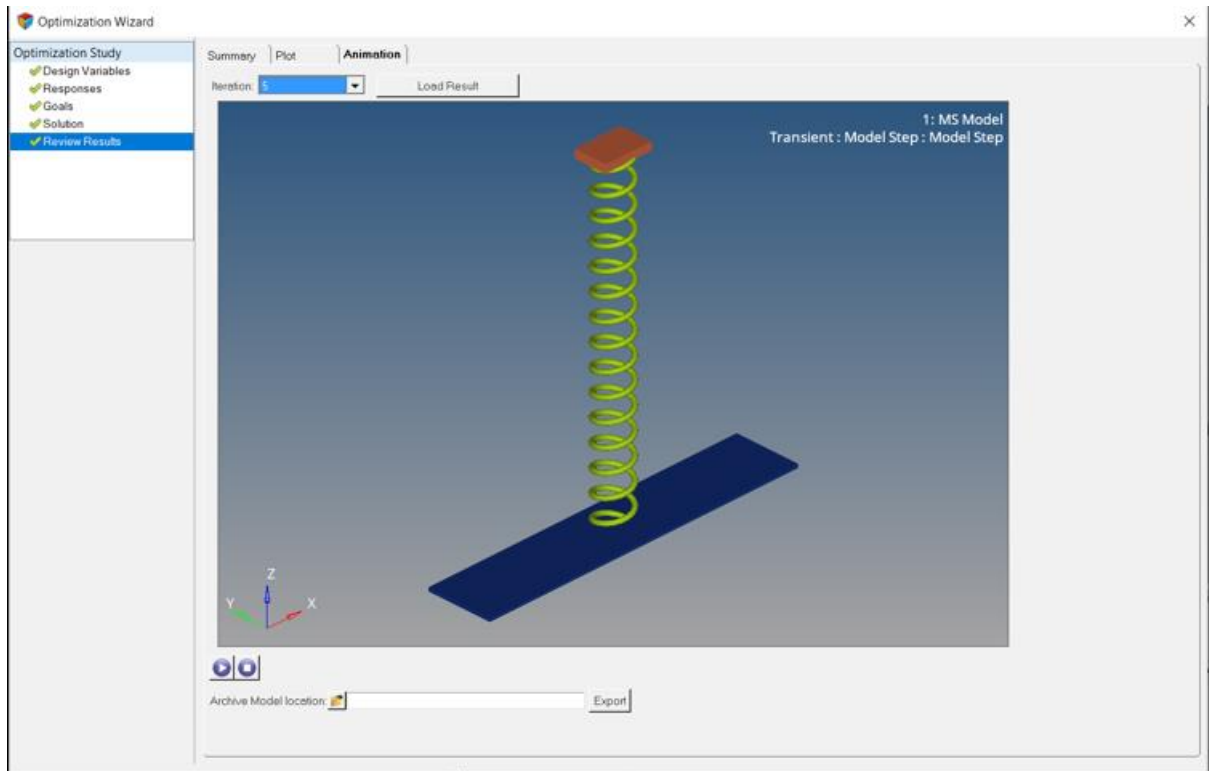 Optimization Wizard
Optimization Study
Design Variables
Responses
Goals
Solution
Review Results
Summary Plot Animation
Iteration: 5 Load Result
1: MS Model
Transient : Model Step : Model Step
Z
Y X
Archive Model location: Export